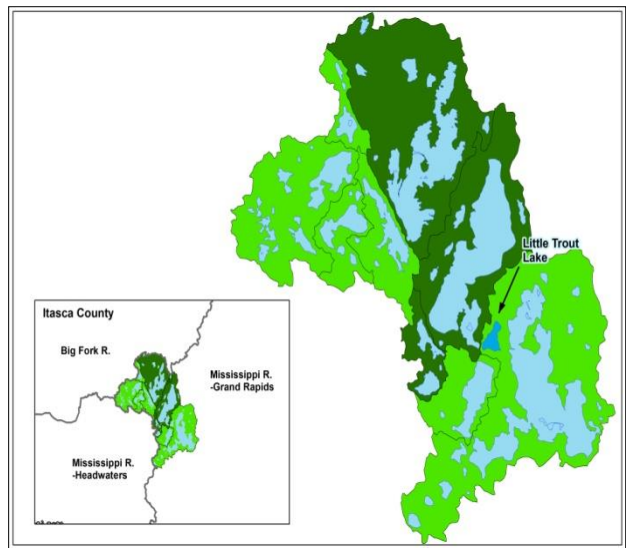 Little Trout
Lake
Itasca County
Big Fork R.
Mississippi R.
-Grand Rapids
Mississippi R.
-Headwaters